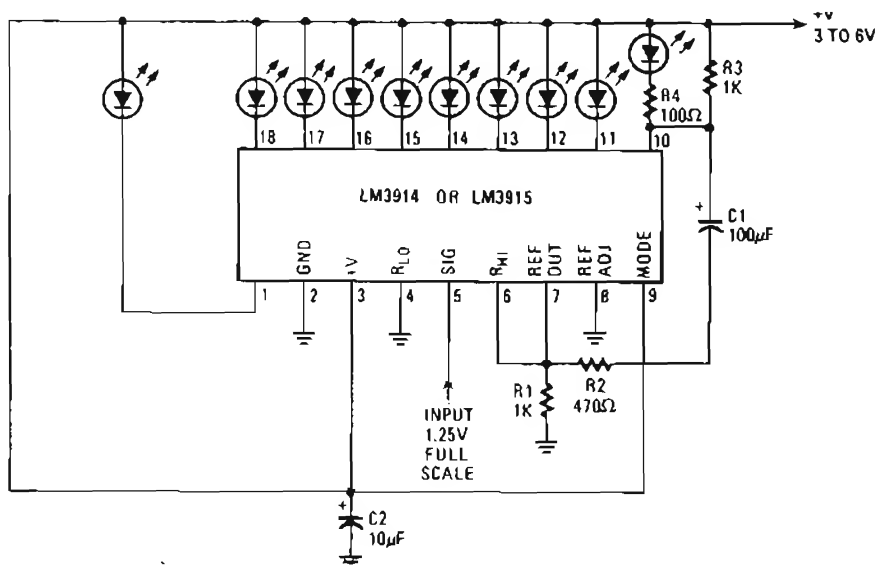 +V
3 TO 6V
R3
1K
R4
100Ω
18 17 16 15 14 13 12 11 10
LM3914 OR LM3915
C1
100µF
+
GND +V RLO SIG RHI REF OUT REF ADJ MODE
1 2 3 4 5 6 7 8 9
R1
1K
R2
470Ω
INPUT
1.25V
FULL
SCALE
+
C2
10µF